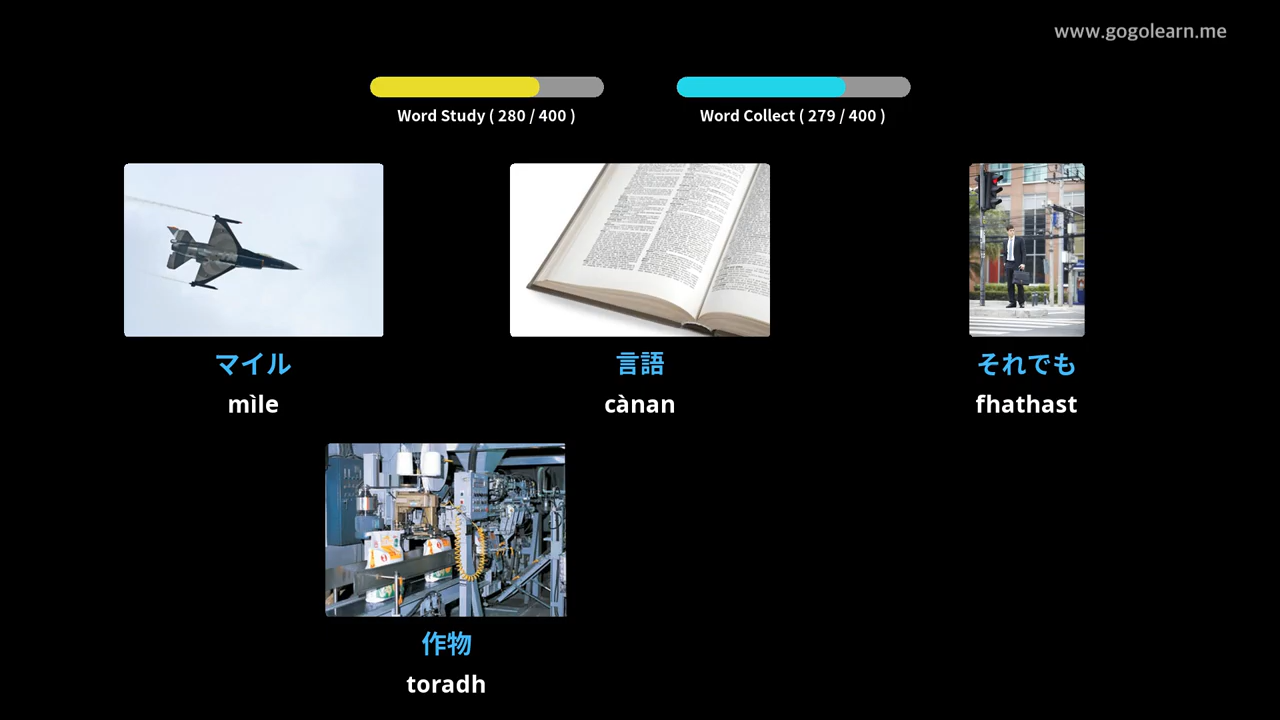 www.gogolearn.me
Word Study ( 280 / 400 )
Word Collect ( 279 / 400 )
マイル
mìle
言語
cànan
それでも
fhathast
作物
toradh